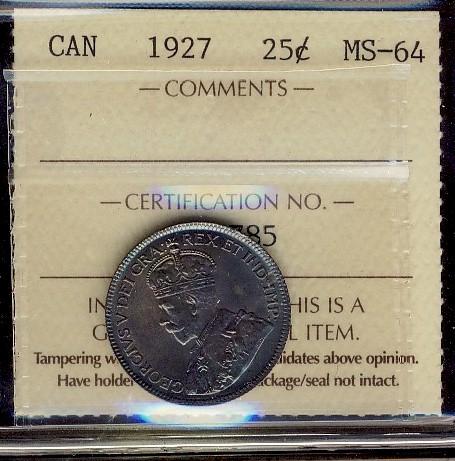 CAN 1927 25¢ MS-64
— COMMENTS —
— CERTIFICATION NO. —
785
IN HIS IS A
G L ITEM.
Tampering w idates above opinion.
Have holder ckage/seal not intact.
GEORGIVS V DEI GRA: REX ET IND: IMP: